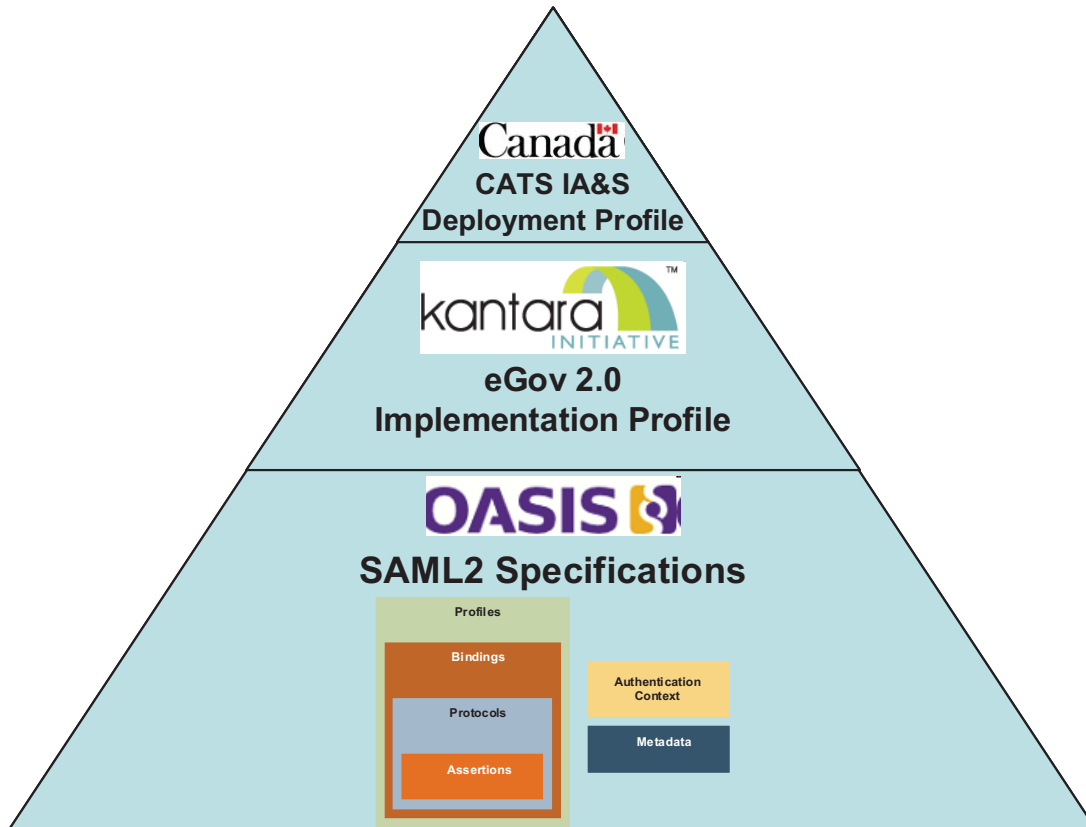 Canada
CATS IA&S
Deployment Profile
kantara
TM
INITIATIVE
eGov 2.0
Implementation Profile
OASIS
SAML2 Specifications
Profiles
Bindings
Protocols
Assertions
Authentication
Context
Metadata